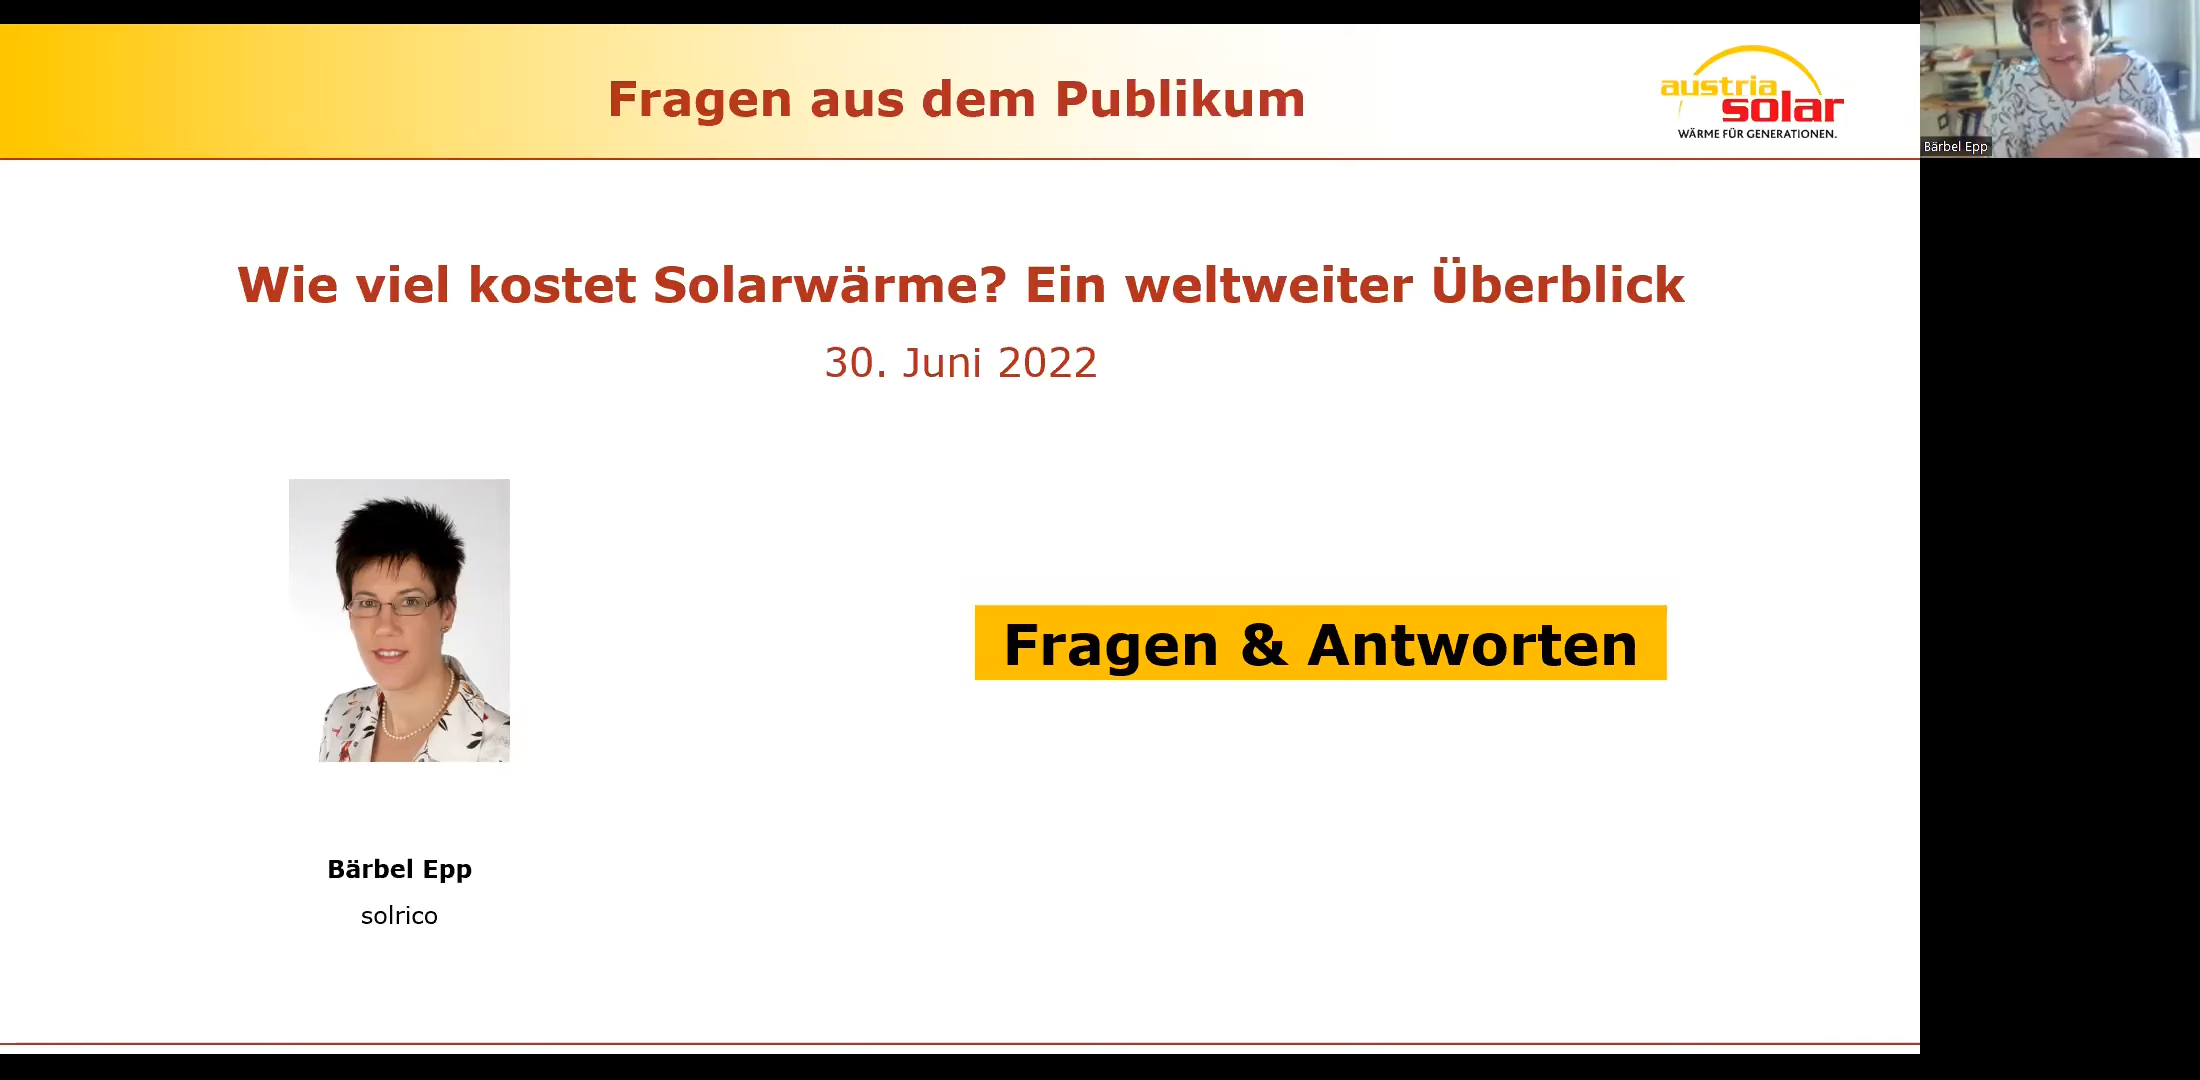 Fragen aus dem Publikum
austria
solar
WÄRME FÜR GENERATIONEN.
Bärbel Epp
Wie viel kostet Solarwärme? Ein weltweiter Überblick
30. Juni 2022
Fragen & Antworten
Bärbel Epp
solrico